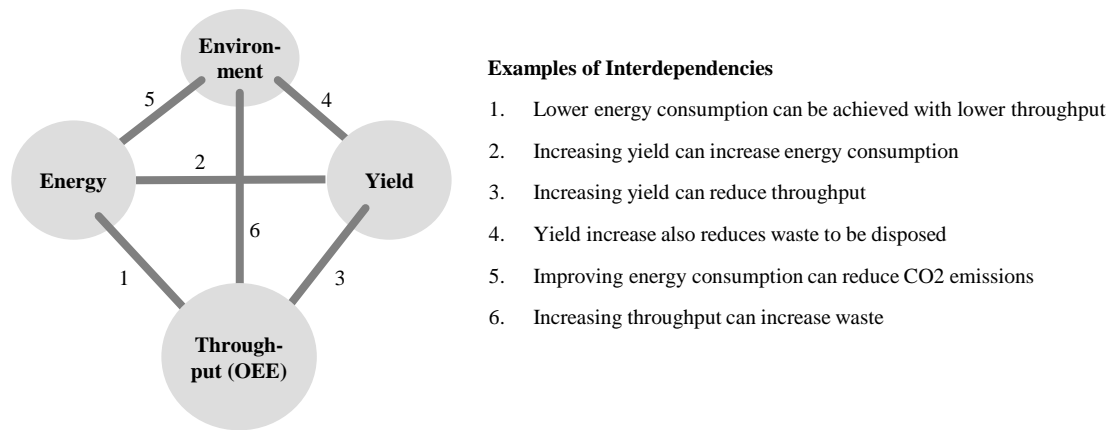 Environ-
ment
5
4
Energy
2
Yield
6
1
3
Through-
put (OEE)
Examples of Interdependencies
1. Lower energy consumption can be achieved with lower throughput
2. Increasing yield can increase energy consumption
3. Increasing yield can reduce throughput
4. Yield increase also reduces waste to be disposed
5. Improving energy consumption can reduce CO2 emissions
6. Increasing throughput can increase waste